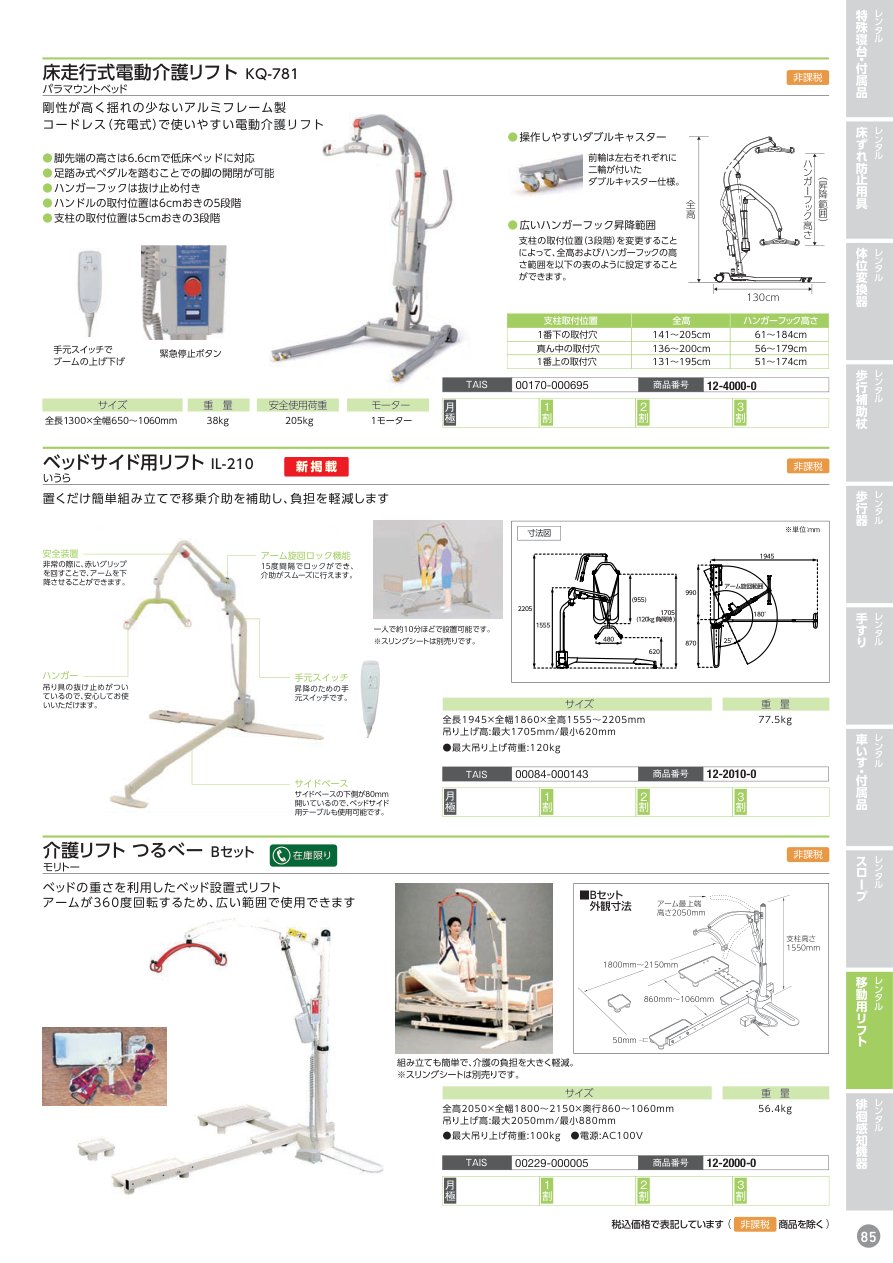 床走行式電動介護リフト KQ-781
パラマウントベッド
非課税
剛性が高く揺れの少ないアルミフレーム製
コードレス（充電式）で使いやすい電動介護リフト
●脚先端の高さは6.6cmで低床ベッドに対応
●足踏み式ペダルを踏むことでの脚の開閉が可能
●ハンガーフックは抜け止め付き
●ハンドルの取付位置は6cmおきの5段階
●支柱の取付位置は5cmおきの3段階
手元スイッチで
ブームの上げ下げ
緊急停止ボタン
●操作しやすいダブルキャスター
前輪は左右それぞれに
二輪が付いた
ダブルキャスター仕様。
●広いハンガーフック昇降範囲
支柱の取付位置（3段階）を変更すること
によって、全高およびハンガーフックの高
さ範囲を以下の表のように設定すること
ができます。
全高
ハンガーフック高さ
（昇降範囲）
130cm
支柱取付位置 全高 ハンガーフック高さ
1番下の取付穴 141〜205cm 61〜184cm
真ん中の取付穴 136〜200cm 56〜179cm
1番上の取付穴 131〜195cm 51〜174cm
TAIS 00170-000695 商品番号 12-4000-0
月極 1割 2割 3割
サイズ 重量 安全使用荷重 モーター
全長1300×全幅650〜1060mm 38kg 205kg 1モーター
ベッドサイド用リフト IL-210
新掲載
いうら
非課税
置くだけ簡単組み立てで移乗介助を補助し、負担を軽減します
安全装置
非常の際に、赤いグリップ
を回すことで、アームを下
降させることができます。
アーム旋回ロック機能
15度間隔でロックができ、
介助がスムーズに行えます。
ハンガー
吊り具の抜け止めがつい
ているので、安心してお使
いいただけます。
手元スイッチ
昇降のための手
元スイッチです。
サイドベース
サイドベースの下側が80mm
開いているので、ベッドサイド
用テーブルも使用可能です。
一人で約10分ほどで設置可能です。
※スリングシートは別売りです。
寸法図
※単位:mm
2205
1555
(955)
1705
(120kg負荷時)
480
620
1945
990
870
アーム旋回範囲
180°
25°
サイズ 重量
全長1945×全幅1860×全高1555〜2205mm 77.5kg
吊り上げ高:最大1705mm/最小620mm
●最大吊り上げ荷重:120kg
TAIS 00084-000143 商品番号 12-2010-0
月極 1割 2割 3割
介護リフト つるべー Bセット
在庫限り
モリトー
非課税
ベッドの重さを利用したベッド設置式リフト
アームが360度回転するため、広い範囲で使用できます
組み立ても簡単で、介護の負担を大きく軽減。
※スリングシートは別売りです。
■Bセット
外観寸法
アーム最上端
高さ2050mm
支柱高さ
1550mm
1800mm〜2150mm
860mm〜1060mm
50mm
サイズ 重量
全高2050×全幅1800〜2150×奥行860〜1060mm 56.4kg
吊り上げ高:最大2050mm/最小880mm
●最大吊り上げ荷重:100kg ●電源:AC100V
TAIS 00229-000005 商品番号 12-2000-0
月極 1割 2割 3割
税込価格で表記しています（ 非課税 商品を除く）
レンタル
特殊寝台・付属品
レンタル
床ずれ防止用具
レンタル
体位変換器
レンタル
歩行補助杖
レンタル
歩行器
レンタル
手すり
レンタル
車いす・付属品
レンタル
スロープ
レンタル
移動用リフト
レンタル
徘徊感知機器
85